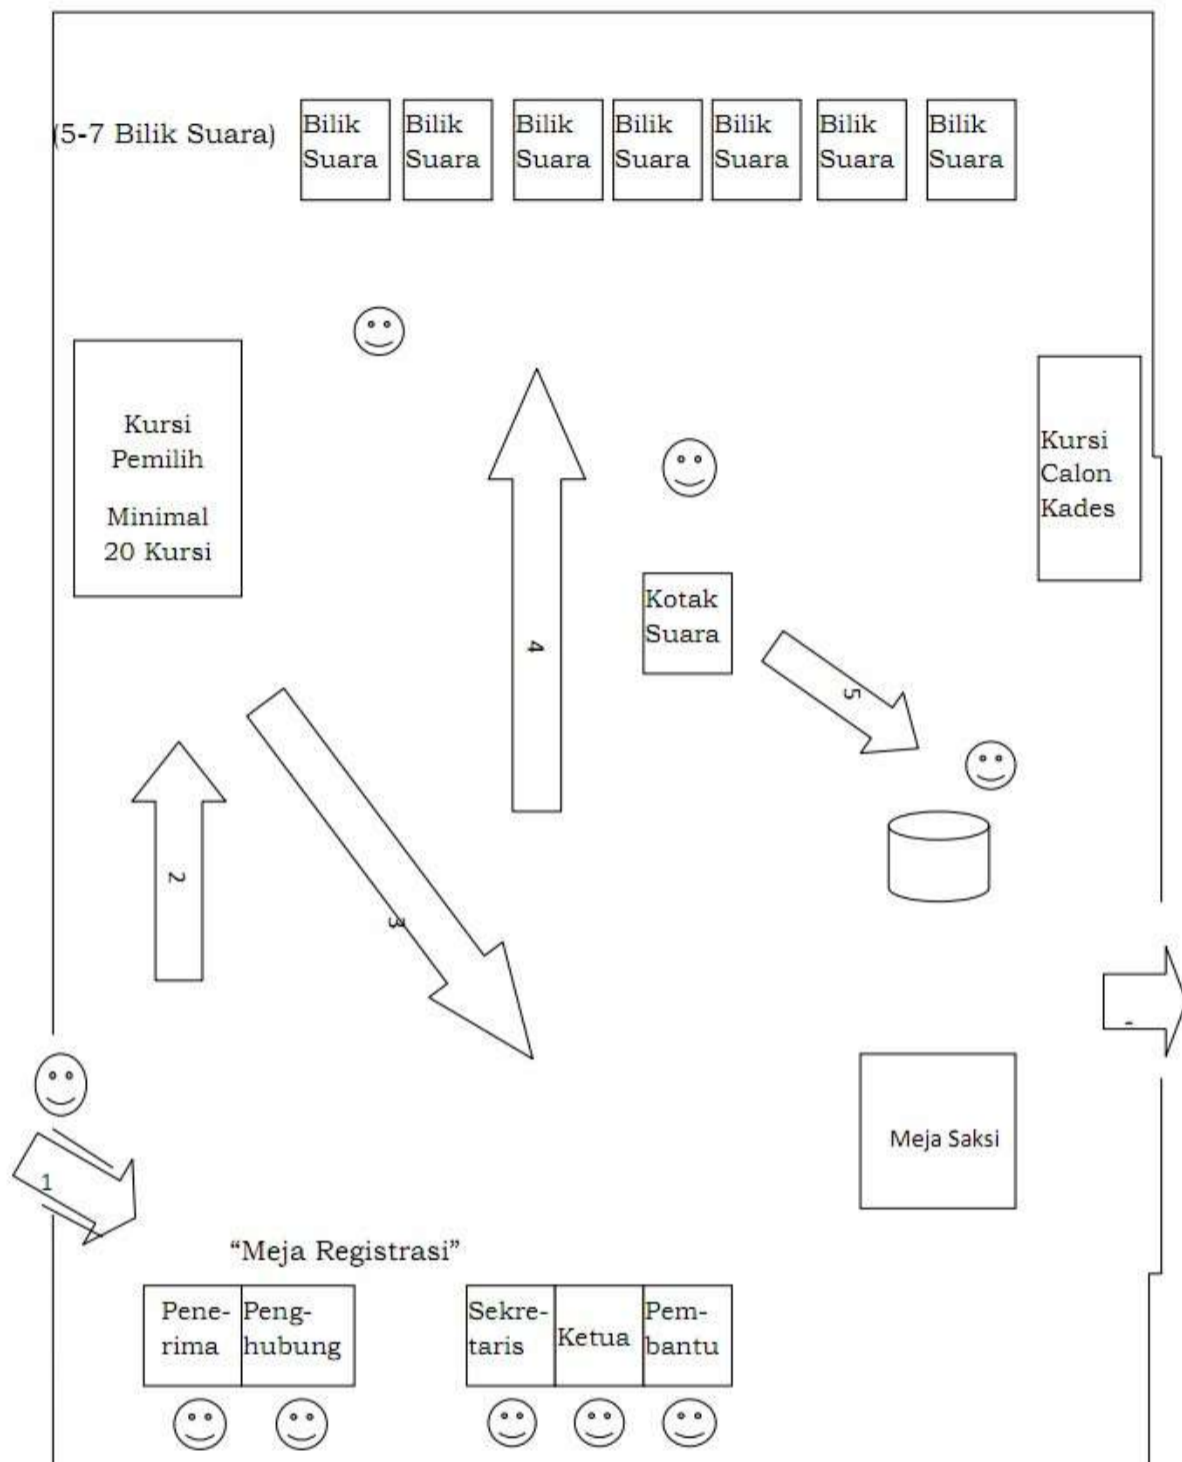 (5-7 Bilik Suara)
Bilik
Suara
Bilik
Suara
Bilik
Suara
Bilik
Suara
Bilik
Suara
Bilik
Suara
Bilik
Suara
Kursi
Pemilih
Minimal
20 Kursi
Kursi
Calon
Kades
Kotak
Suara
4
5
2
3
Meja Saksi
1
“Meja Registrasi”
Pene-
rima
Peng-
hubung
Sekre-
taris
Ketua
Pem-
bantu